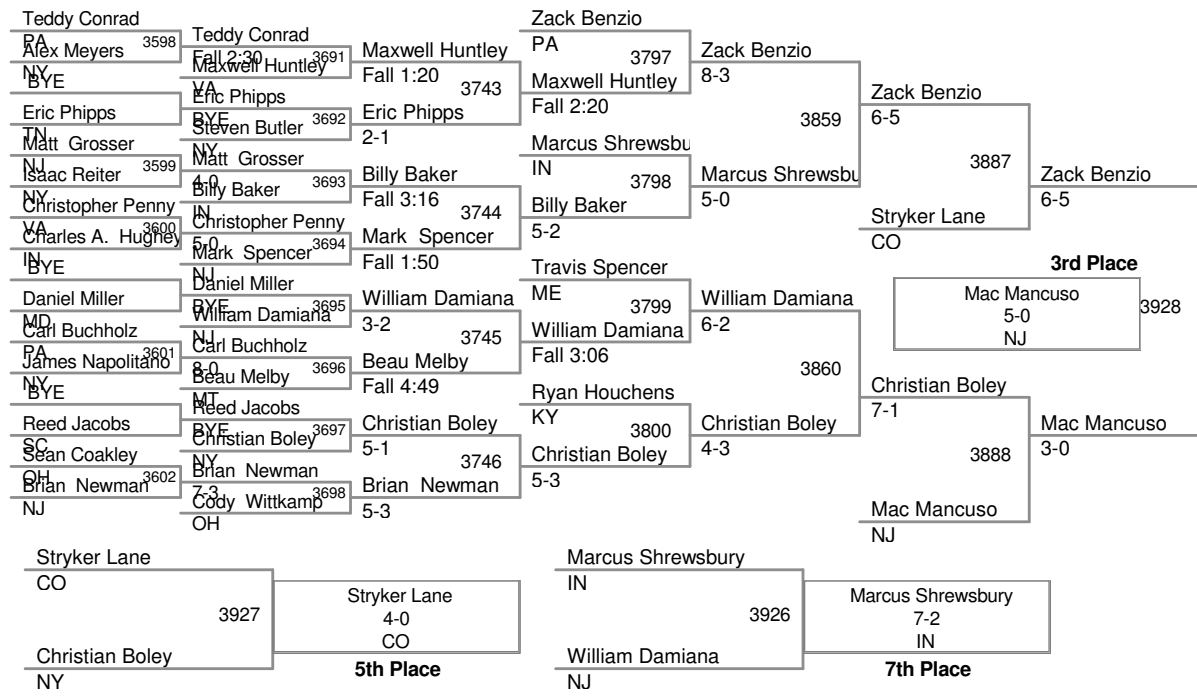 Teddy Conrad
PA
3598
Alex Meyers
NY
BYE
Eric Phipps
TN
Matt Grosser
NJ
3599
Isaac Reiter
NY
Christopher Penny
VA
3600
Charles A. Hughey
IN
BYE
Daniel Miller
MD
Carl Buchholz
PA
3601
James Napolitano
NY
BYE
Reed Jacobs
SC
Sean Coakley
OH
3602
Brian Newman
NJ
Teddy Conrad
Fall 2:30
3691
Maxwell Huntley
VA
Eric Phipps
BYE
3692
Steven Butler
NY
Matt Grosser
4-0
3693
Billy Baker
IN
Christopher Penny
5-0
3694
Mark Spencer
NJ
Daniel Miller
BYE
3695
William Damiana
NJ
Carl Buchholz
8-0
3696
Beau Melby
MT
Reed Jacobs
BYE
3697
Christian Boley
NY
Brian Newman
7-3
3698
Cody Wittkamp
OH
Maxwell Huntley
Fall 1:20
3743
Eric Phipps
2-1
Billy Baker
Fall 3:16
3744
Mark Spencer
Fall 1:50
William Damiana
3-2
3745
Beau Melby
Fall 4:49
Christian Boley
5-1
3746
Brian Newman
5-3
Zack Benzio
PA
3797
Maxwell Huntley
Fall 2:20
Marcus Shrewsbu
IN
3798
Billy Baker
5-2
Travis Spencer
ME
3799
William Damiana
Fall 3:06
Ryan Houchens
KY
3800
Christian Boley
5-3
Zack Benzio
8-3
3859
Marcus Shrewsbu
5-0
William Damiana
6-2
3860
Christian Boley
4-3
Zack Benzio
6-5
3887
Stryker Lane
CO
Christian Boley
7-1
3888
Mac Mancuso
NJ
Zack Benzio
6-5
3rd Place
Mac Mancuso
5-0
NJ
3928
Mac Mancuso
3-0
Stryker Lane
CO
3927
Christian Boley
NY
Stryker Lane
4-0
CO
5th Place
Marcus Shrewsbury
IN
3926
William Damiana
NJ
Marcus Shrewsbury
7-2
IN
7th Place